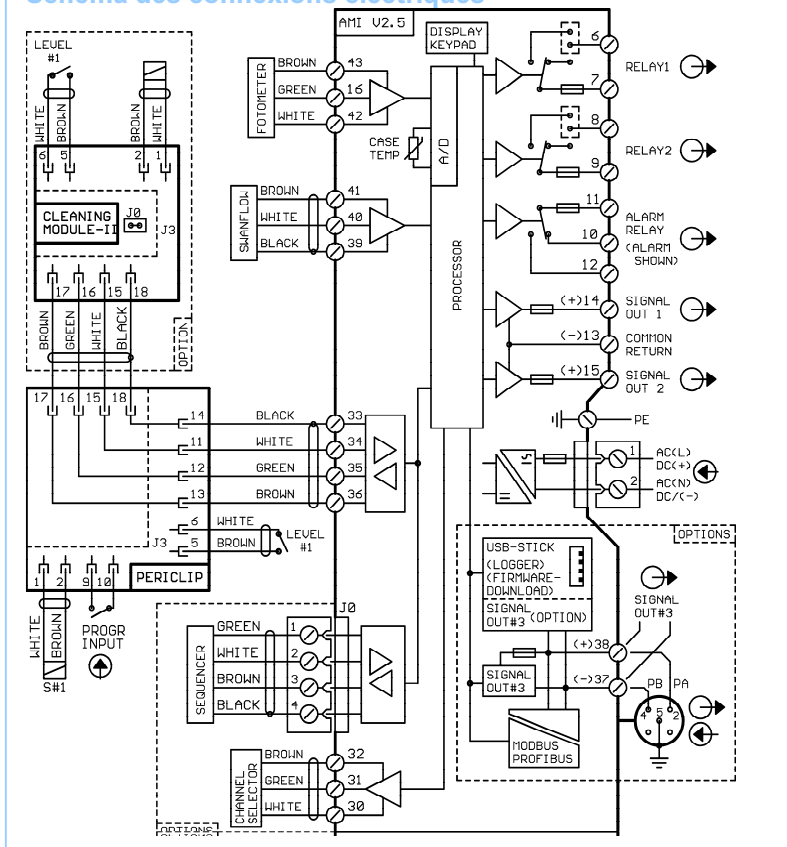 Schéma des connexions électriques
AMI V2.5
DISPLAY
KEYPAD
LEVEL
#1
WHITE
BROWN
BROWN
WHITE
6
5
2
1
CLEANING
MODULE-II
J0
J3
17
16
15
18
BROWN
GREEN
WHITE
BLACK
OPTION
FOTOMETER
BROWN
43
GREEN
16
WHITE
42
CASE
TEMP
A/D
SWANFLOW
BROWN
41
WHITE
40
BLACK
39
PROCESSOR
6
7
RELAY1
8
9
RELAY2
11
10
12
ALARM
RELAY
(ALARM
SHOWN)
(+)14
SIGNAL
OUT 1
(-)13
COMMON
RETURN
(+)15
SIGNAL
OUT 2
PE
1
AC(L)
DC(+)
2
AC(N)
DC/(-)
17
16
15
18
14
BLACK
33
11
WHITE
34
12
GREEN
35
13
BROWN
36
6
WHITE
J3
5
BROWN
LEVEL
#1
PERICLIP
1
2
9
10
WHITE
BROWN
S#1
PROGR
INPUT
J0
SEQUENCER
GREEN
1
WHITE
2
BROWN
3
BLACK
4
CHANNEL
SELECTOR
BROWN
32
GREEN
31
WHITE
30
OPTIONS
OPTIONS
USB-STICK
(LOGGER)
(FIRMWARE-
DOWNLOAD)
SIGNAL
OUT#3 (OPTION)
SIGNAL
OUT#3
(+)38
SIGNAL
OUT#3
(-)37
PB
PA
4
5
2
MODBUS
PROFIBUS